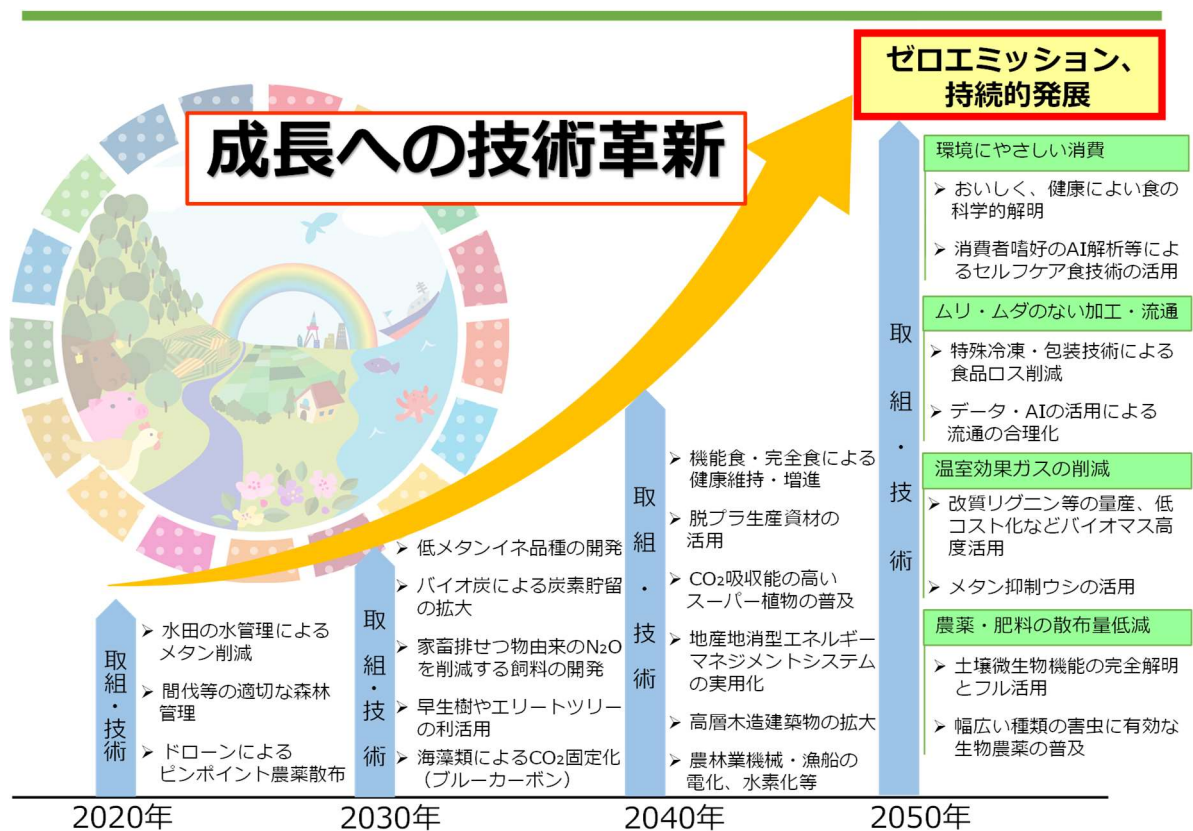 ゼロエミッション、
持続的発展
成長への技術革新
取組・技術
➢ 水田の水管理による
メタン削減
➢ 間伐等の適切な森林
管理
➢ ドローンによる
ピンポイント農薬散布
2020年
取組・技術
➢ 低メタンイネ品種の開発
➢ バイオ炭による炭素貯留
の拡大
➢ 家畜排せつ物由来のN₂O
を削減する飼料の開発
➢ 早生樹やエリートツリー
の利活用
➢ 海藻類によるCO₂固定化
（ブルーカーボン）
2030年
取組・技術
➢ 機能食・完全食による
健康維持・増進
➢ 脱プラ生産資材の
活用
➢ CO₂吸収能の高い
スーパー植物の普及
➢ 地産地消型エネルギー
マネジメントシステム
の実用化
➢ 高層木造建築物の拡大
➢ 農林業機械・漁船の
電化、水素化等
2040年
取組・技術
環境にやさしい消費
➢ おいしく、健康によい食の
科学的解明
➢ 消費者嗜好のAI解析等によ
るセルフケア食技術の活用
ムリ・ムダのない加工・流通
➢ 特殊冷凍・包装技術による
食品ロス削減
➢ データ・AIの活用による
流通の合理化
温室効果ガスの削減
➢ 改質リグニン等の量産、低
コスト化などバイオマス高
度活用
➢ メタン抑制ウシの活用
農薬・肥料の散布量低減
➢ 土壌微生物機能の完全解明
とフル活用
➢ 幅広い種類の害虫に有効な
生物農薬の普及
2050年